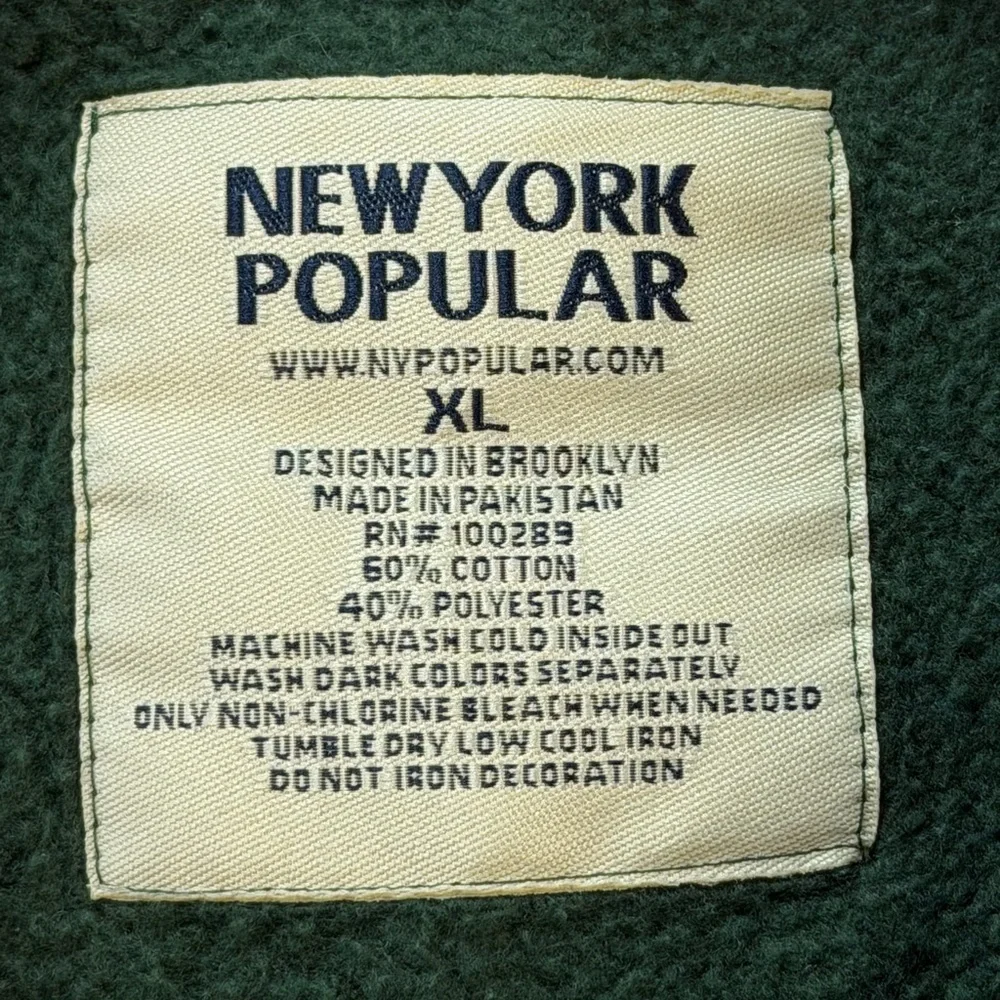 NEWYORK
POPULAR
WWW.NYPOPULAR.COM
XL
DESIGNED IN BROOKLYN
MADE IN PAKISTAN
RN# 100289
60% COTTON
40% POLYESTER
MACHINE WASH COLD INSIDE OUT
WASH DARK COLORS SEPARATELY
ONLY NON-CHLORINE BLEACH WHEN NEEDED
TUMBLE DRY LOW COOL IRON
DO NOT IRON DECORATION